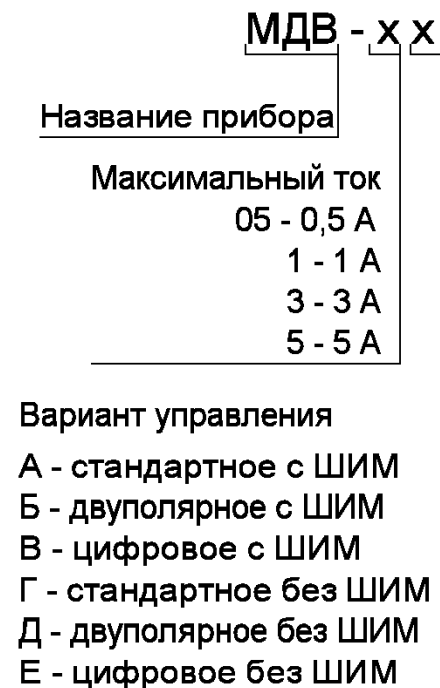 МДВ - х х
Название прибора
Максимальный ток
05 - 0,5 А
1 - 1 А
3 - 3 А
5 - 5 А
Вариант управления
А - стандартное с ШИМ
Б - двуполярное с ШИМ
В - цифровое с ШИМ
Г - стандартное без ШИМ
Д - двуполярное без ШИМ
Е - цифровое без ШИМ